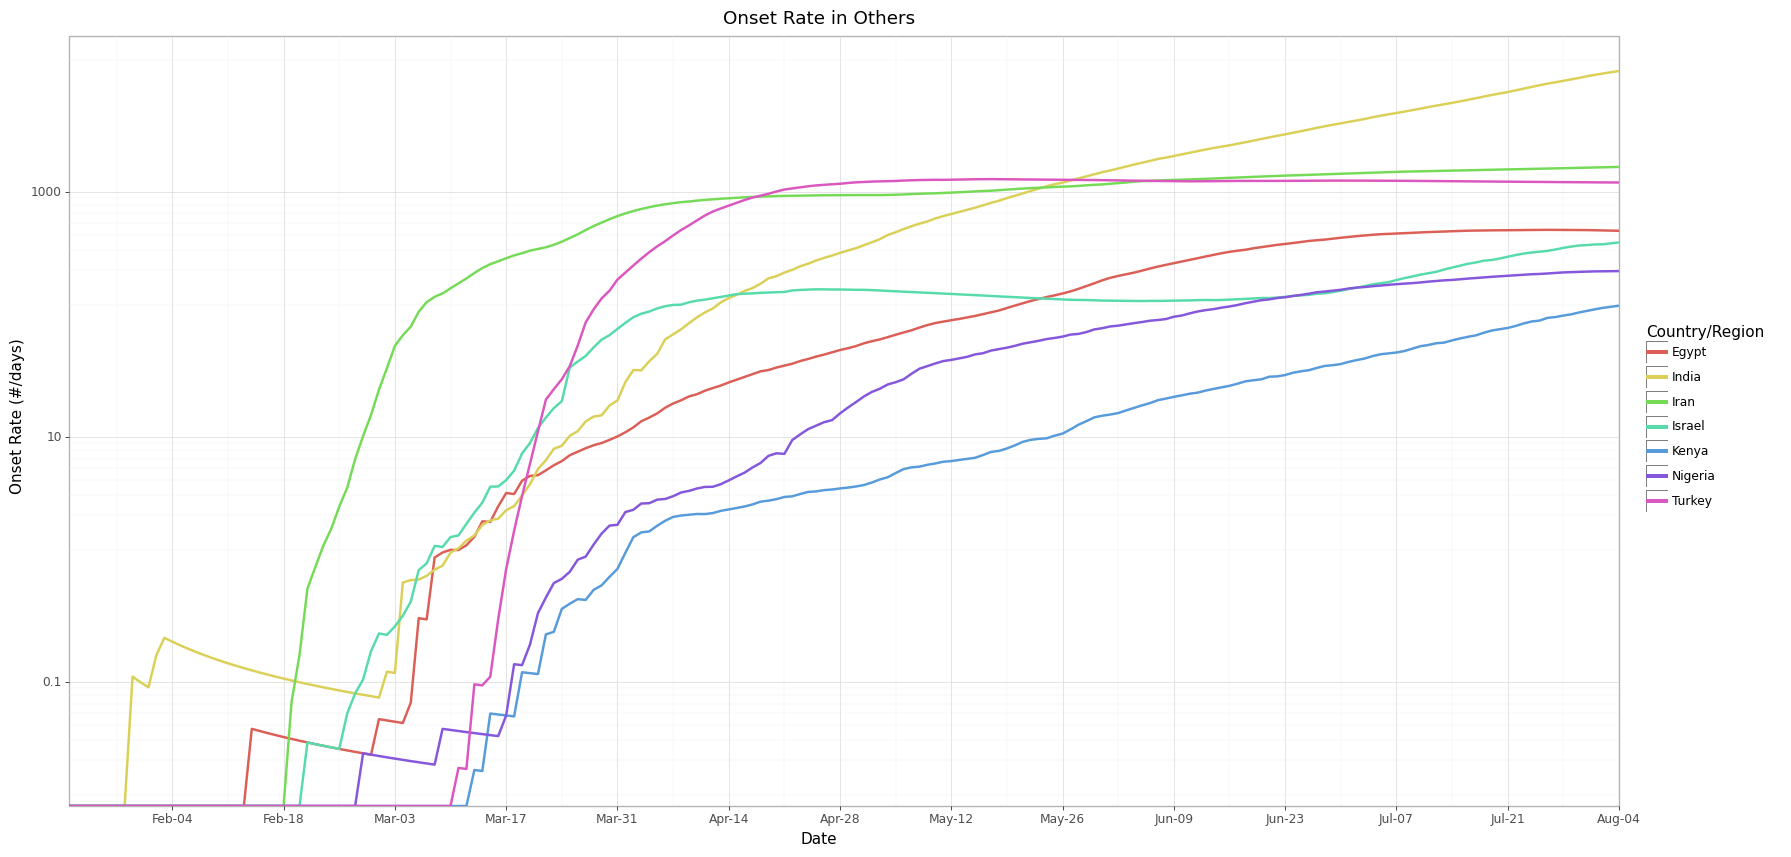 Onset Rate in Others
Onset Rate (#/days)
1000
10
0.1
Feb-04
Feb-18
Mar-03
Mar-17
Mar-31
Apr-14
Apr-28
May-12
May-26
Jun-09
Jun-23
Jul-07
Jul-21
Aug-04
Date
Country/Region
Egypt
India
Iran
Israel
Kenya
Nigeria
Turkey